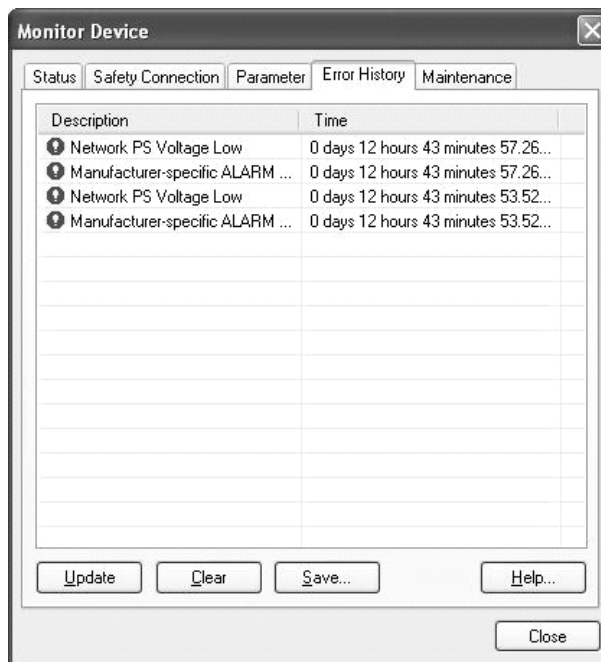 Monitor Device
Status Safety Connection Parameter Error History Maintenance
Description Time
Network PS Voltage Low 0 days 12 hours 43 minutes 57.26...
Manufacturer-specific ALARM ... 0 days 12 hours 43 minutes 57.26...
Network PS Voltage Low 0 days 12 hours 43 minutes 53.52...
Manufacturer-specific ALARM ... 0 days 12 hours 43 minutes 53.52...
Update Clear Save... Help...
Close